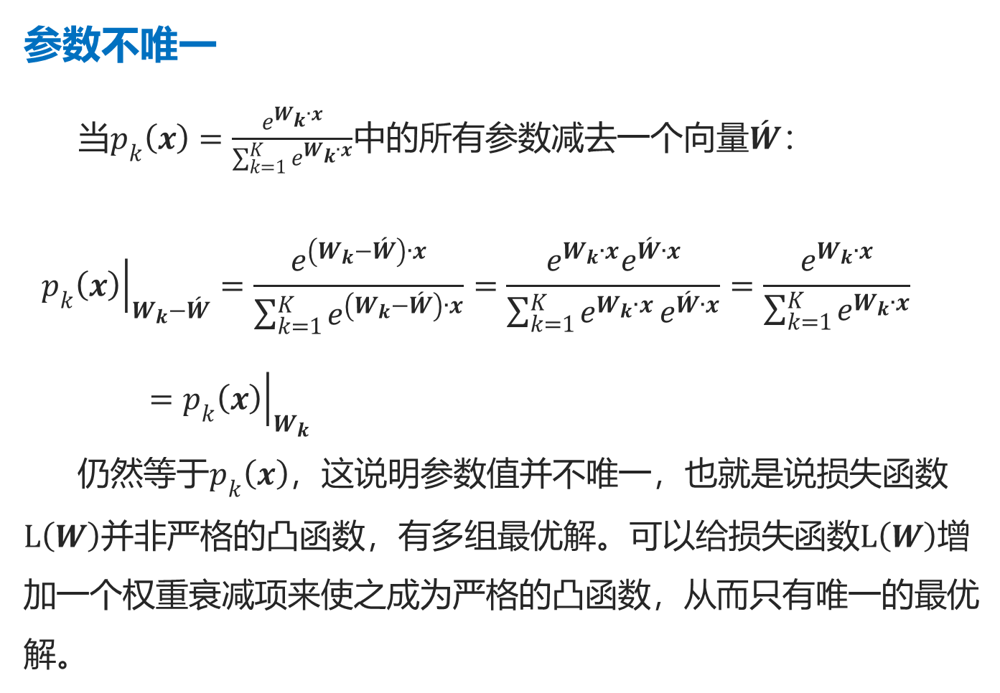 参数不唯一
当$p_k(\boldsymbol{x}) = \frac{e^{\boldsymbol{W_k} \cdot \boldsymbol{x}}}{\sum_{k=1}^{K} e^{\boldsymbol{W_k} \cdot \boldsymbol{x}}}$中的所有参数减去一个向量$\boldsymbol{\acute{W}}$：
$p_k(\boldsymbol{x})\Big|_{\boldsymbol{W_k}-\boldsymbol{\acute{W}}} = \frac{e^{(\boldsymbol{W_k}-\boldsymbol{\acute{W}}) \cdot \boldsymbol{x}}}{\sum_{k=1}^{K} e^{(\boldsymbol{W_k}-\boldsymbol{\acute{W}}) \cdot \boldsymbol{x}}} = \frac{e^{\boldsymbol{W_k} \cdot \boldsymbol{x}} e^{\boldsymbol{\acute{W}} \cdot \boldsymbol{x}}}{\sum_{k=1}^{K} e^{\boldsymbol{W_k} \cdot \boldsymbol{x}} e^{\boldsymbol{\acute{W}} \cdot \boldsymbol{x}}} = \frac{e^{\boldsymbol{W_k} \cdot \boldsymbol{x}}}{\sum_{k=1}^{K} e^{\boldsymbol{W_k} \cdot \boldsymbol{x}}}$
$= p_k(\boldsymbol{x})\Big|_{\boldsymbol{W_k}}$
仍然等于$p_k(\boldsymbol{x})$，这说明参数值并不唯一，也就是说损失函数
L($\boldsymbol{W}$)并非严格的凸函数，有多组最优解。可以给损失函数L($\boldsymbol{W}$)增
加一个权重衰减项来使之成为严格的凸函数，从而只有唯一的最优
解。